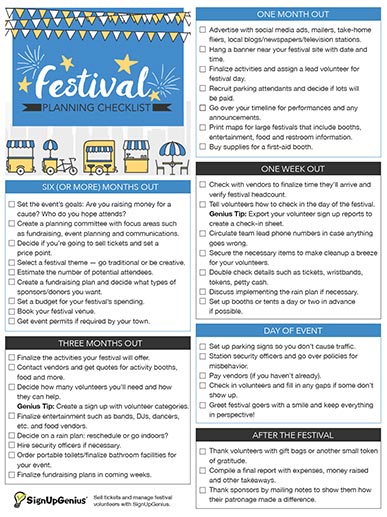 Festival
PLANNING CHECKLIST
SIX (OR MORE) MONTHS OUT
Set the event's goals: Are you raising money for a
cause? Who do you hope attends?
Create a planning committee with focus areas such
as fundraising, event planning and communications.
Decide if you're going to sell tickets and set a
price point.
Select a festival theme — go traditional or be creative.
Estimate the number of potential attendees.
Create a fundraising plan and decide what types of
sponsors/donors you want.
Set a budget for your festival's spending.
Book your festival venue.
Get event permits if required by your town.
THREE MONTHS OUT
Finalize the activities your festival will offer.
Contact vendors and get quotes for activity booths,
food and more.
Decide how many volunteers you'll need and how
they can help.
Genius Tip: Create a sign up with volunteer categories.
Finalize entertainment such as bands, DJs, dancers,
etc. and food vendors.
Decide on a rain plan: reschedule or go indoors?
Hire security officers if necessary.
Order portable toilets/finalize bathroom facilities for
your event.
Finalize fundraising plans in coming weeks.
SignUpGenius
Sell tickets and manage festival
volunteers with SignUpGenius.
ONE MONTH OUT
Advertise with social media ads, mailers, take-home
fliers, local blogs/newspapers/television stations.
Hang a banner near your festival site with date and
time.
Finalize activities and assign a lead volunteer for
festival day.
Recruit parking attendants and decide if lots will
be paid.
Go over your timeline for performances and any
announcements.
Print maps for large festivals that include booths,
entertainment, food and restroom information.
Buy supplies for a first-aid booth.
ONE WEEK OUT
Check with vendors to finalize time they'll arrive and
verify festival headcount.
Tell volunteers how to check in the day of the festival.
Genius Tip: Export your volunteer sign up reports to
create a check-in sheet.
Circulate team lead phone numbers in case anything
goes wrong.
Secure the necessary items to make cleanup a breeze
for your volunteers.
Double check details such as tickets, wristbands,
tokens, petty cash.
Discuss implementing the rain plan if necessary.
Set up booths or tents a day or two in advance
if possible.
DAY OF EVENT
Set up parking signs so you don't cause traffic.
Station security officers and go over policies for
misbehavior.
Pay vendors (if you haven't already).
Check in volunteers and fill in any gaps if some don't
show up.
Greet festival goers with a smile and keep everything
in perspective!
AFTER THE FESTIVAL
Thank volunteers with gift bags or another small token
of gratitude.
Compile a final report with expenses, money raised
and other takeaways.
Thank sponsors by mailing notes to show them how
their patronage made a difference.